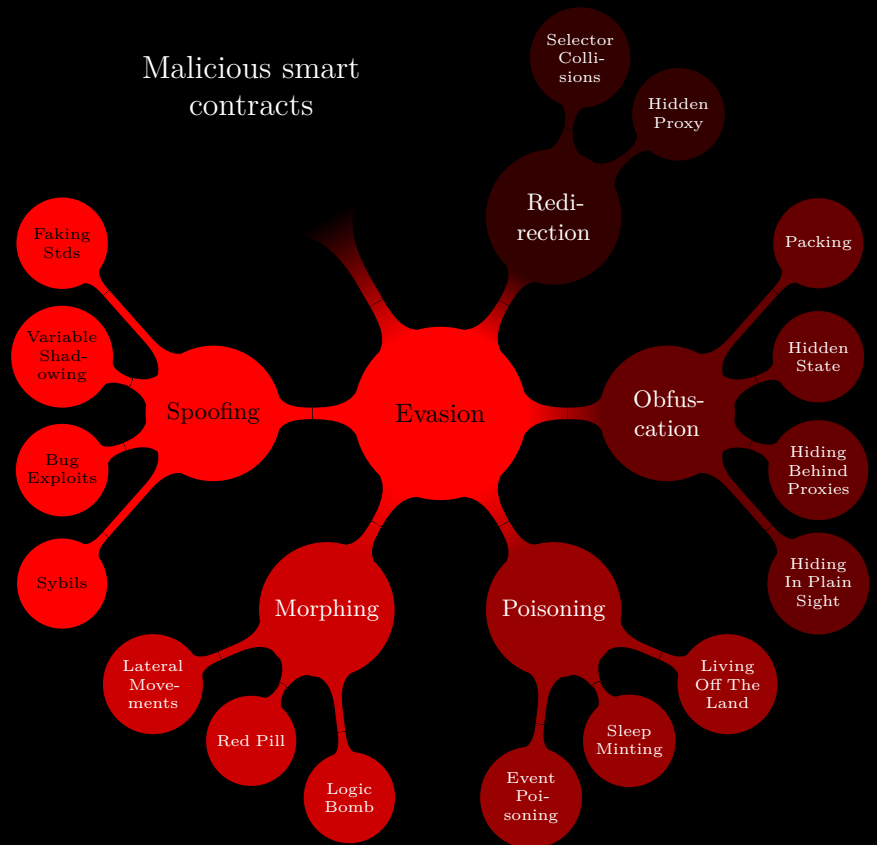 Malicious smart
contracts
Selector
Colli-
sions
Hidden
Proxy
Redi-
rection
Faking
Stds
Variable
Shad-
owing
Bug
Exploits
Sybils
Spoofing
Evasion
Obfus-
cation
Packing
Hidden
State
Hiding
Behind
Proxies
Hiding
In Plain
Sight
Morphing
Lateral
Move-
ments
Red Pill
Logic
Bomb
Poisoning
Living
Off The
Land
Sleep
Minting
Event
Poi-
soning